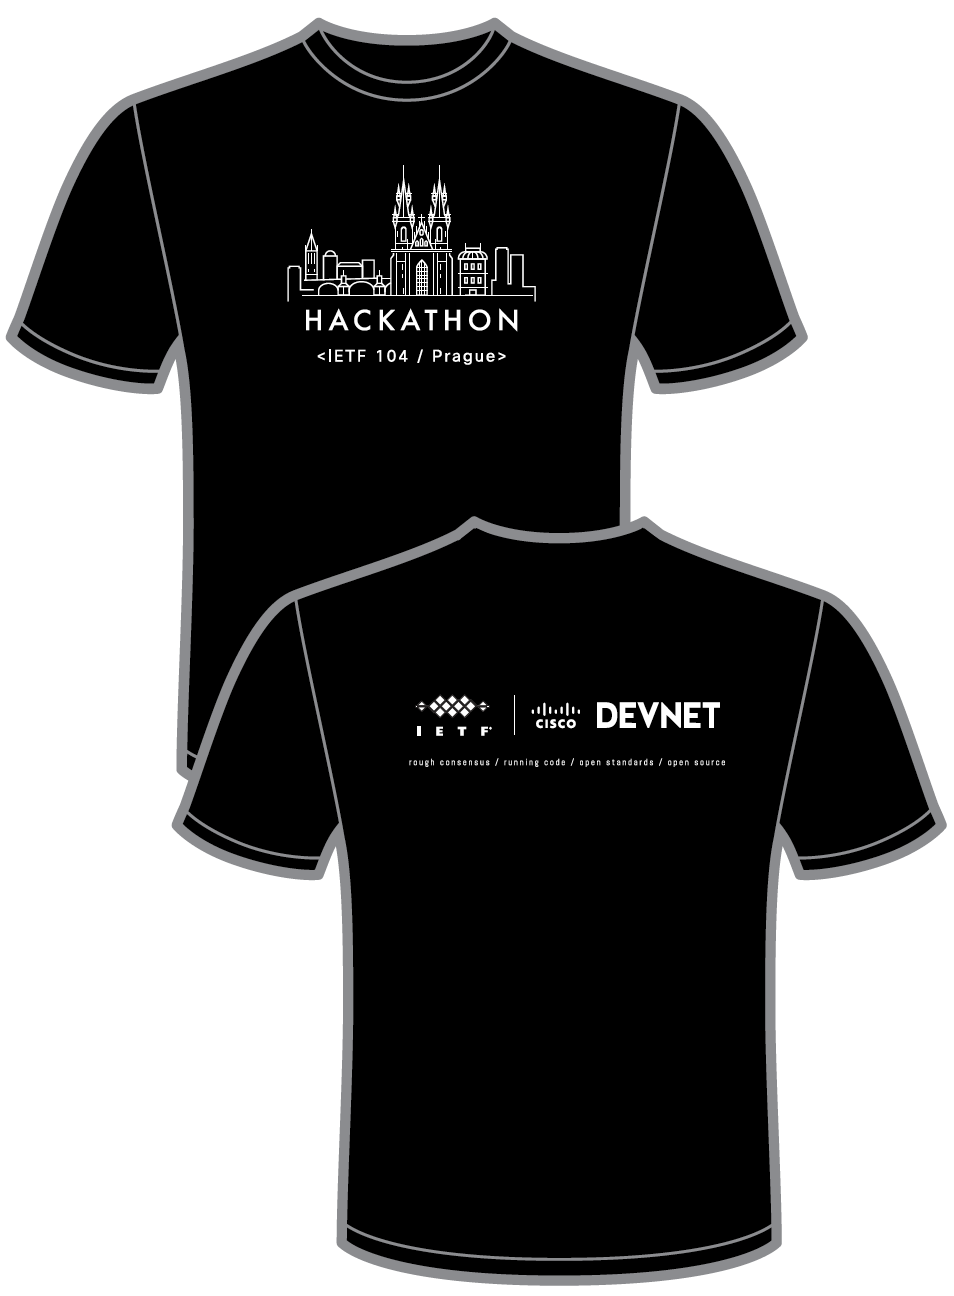 HACKATHON
<IETF 104 / Prague>
IETF® CISCO DEVNET
rough consensus / running code / open standards / open source